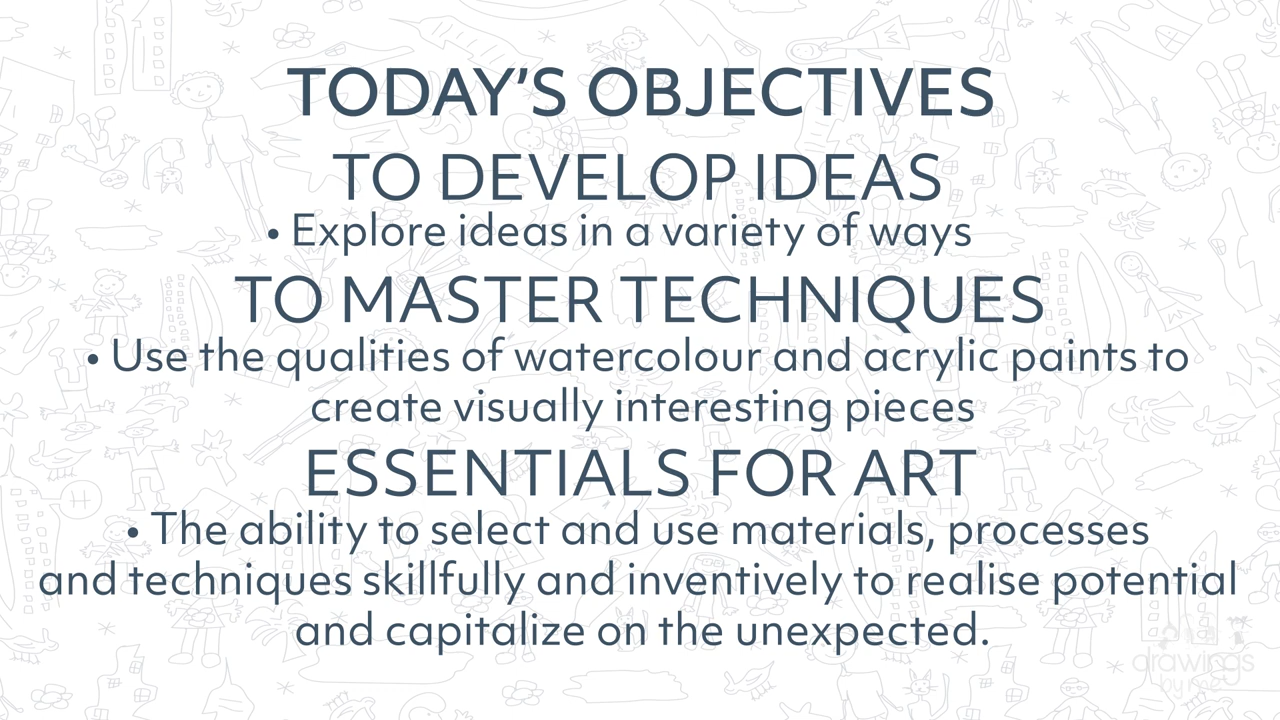 TODAY'S OBJECTIVES
TO DEVELOP IDEAS
• Explore ideas in a variety of ways
TO MASTER TECHNIQUES
• Use the qualities of watercolour and acrylic paints to
create visually interesting pieces
ESSENTIALS FOR ART
• The ability to select and use materials, processes
and techniques skillfully and inventively to realise potential
and capitalize on the unexpected.
drawings
by